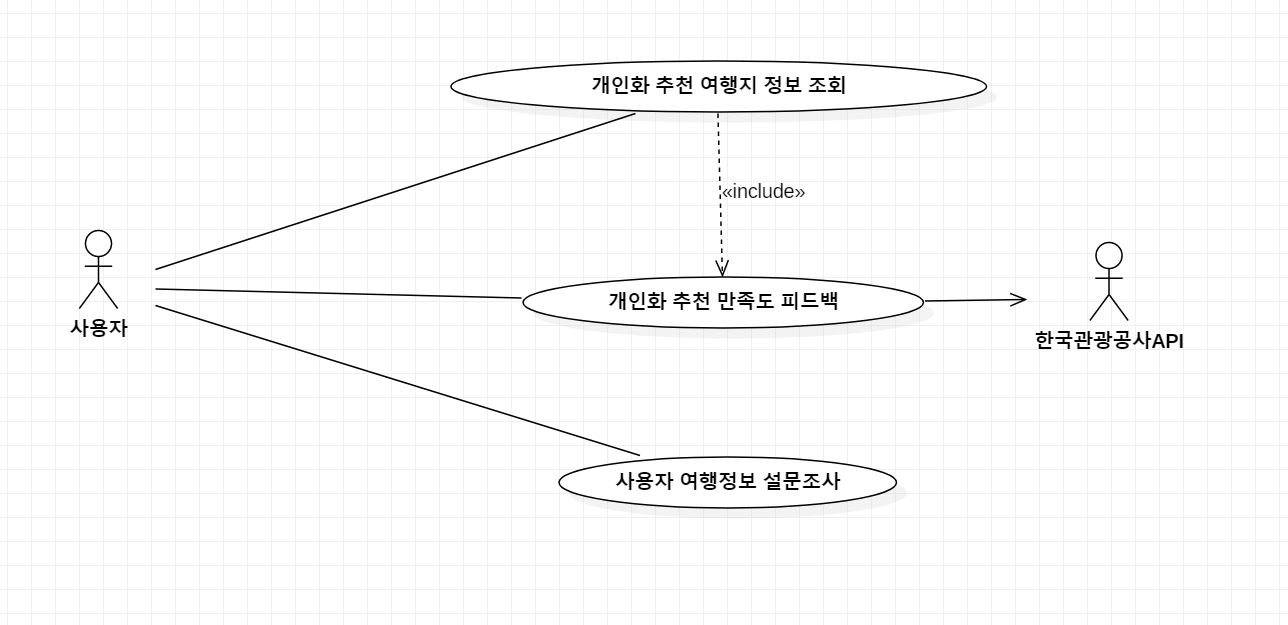 개인화 추천 여행지 정보 조회
«include»
개인화 추천 만족도 피드백
사용자
한국관광공사API
사용자 여행정보 설문조사